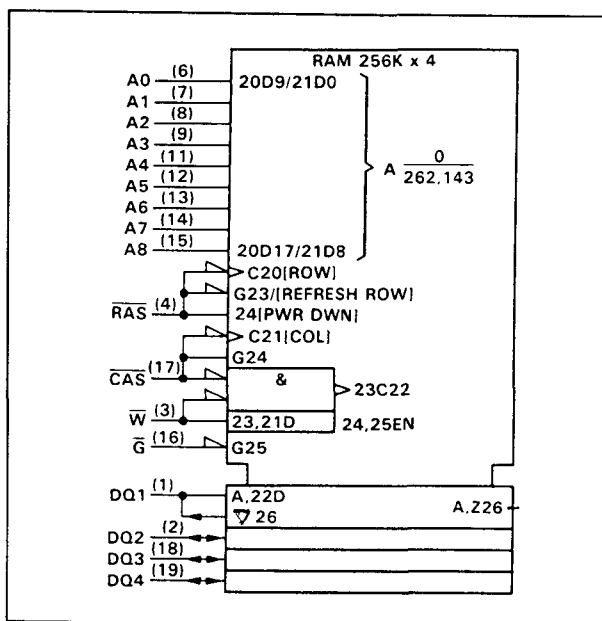 RAM 256K x 4
A0 (6) 20D9/21D0
A1 (7)
A2 (8)
A3 (9)
A4 (11)
A5 (12)
A6 (13)
A7 (14)
A8 (15) 20D17/21D8
A 0
262,143
C20[ROW]
G23/[REFRESH ROW]
RAS (4) 24[PWR DWN]
C21[COL]
G24
CAS (17) & 23C22
W (3) 23,21D 24,25EN
G (16) G25
DQ1 (1) A,22D
26 A,Z26
DQ2 (2)
DQ3 (18)
DQ4 (19)